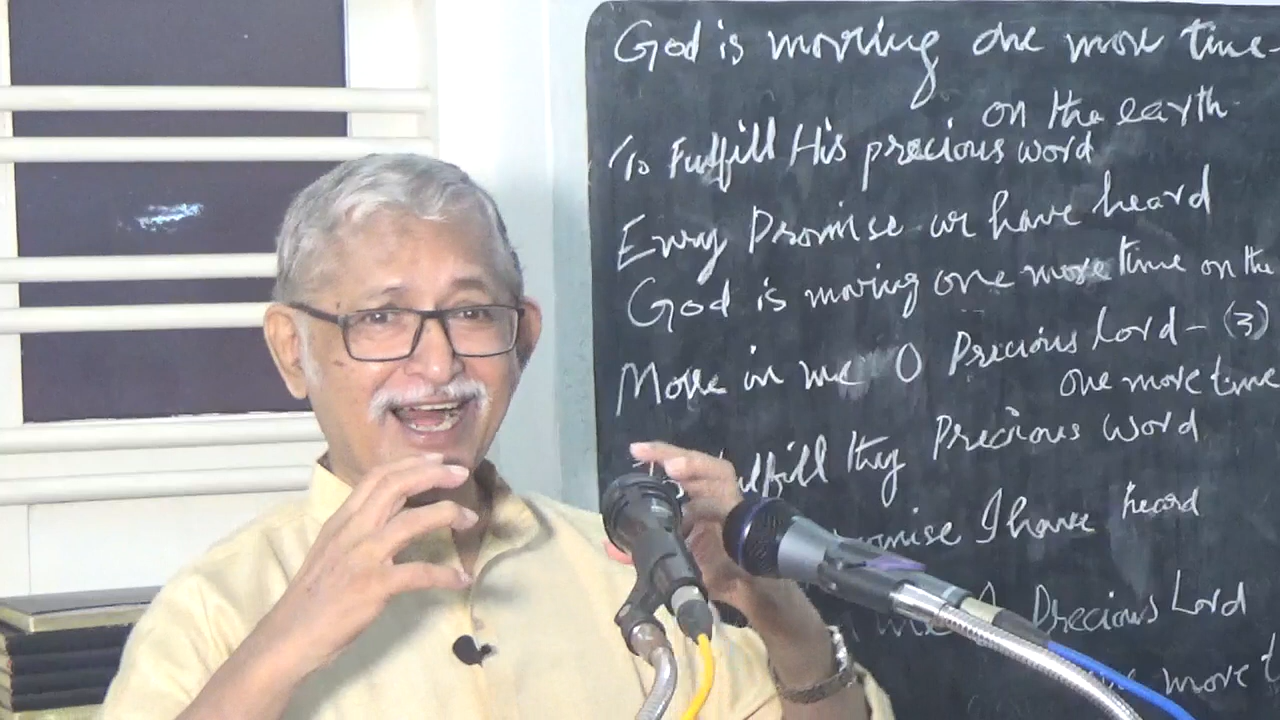 God is moving one more time
on the earth
To Fulfill His precious word
Every Promise we have heard
God is moving one more time on the
Move in me O Precious Lord - (3)
one more time
Thy Precious Word
I have heard
Precious Lord
more